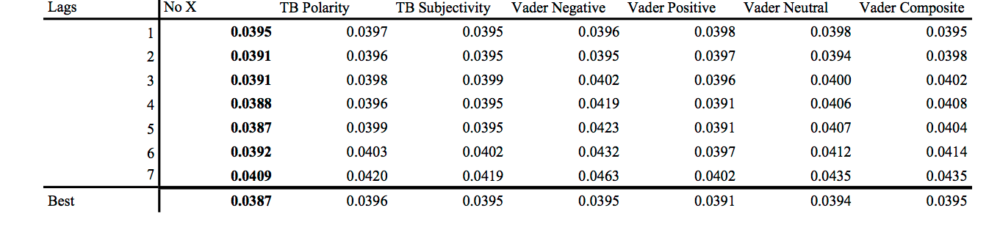 Lags No X TB Polarity TB Subjectivity Vader Negative Vader Positive Vader Neutral Vader Composite
1 0.0395 0.0397 0.0395 0.0396 0.0398 0.0398 0.0395
2 0.0391 0.0396 0.0395 0.0395 0.0397 0.0394 0.0398
3 0.0391 0.0398 0.0399 0.0402 0.0396 0.0400 0.0402
4 0.0388 0.0396 0.0395 0.0419 0.0391 0.0406 0.0408
5 0.0387 0.0399 0.0395 0.0423 0.0391 0.0407 0.0404
6 0.0392 0.0403 0.0402 0.0432 0.0397 0.0412 0.0414
7 0.0409 0.0420 0.0419 0.0463 0.0402 0.0435 0.0435
Best 0.0387 0.0396 0.0395 0.0395 0.0391 0.0394 0.0395